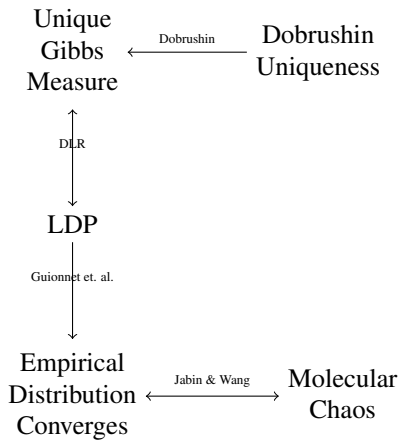 Unique
Gibbs
Measure
Dobrushin
Dobrushin
Uniqueness
DLR
LDP
Guionnet et. al.
Empirical
Distribution
Converges
Jabin & Wang
Molecular
Chaos